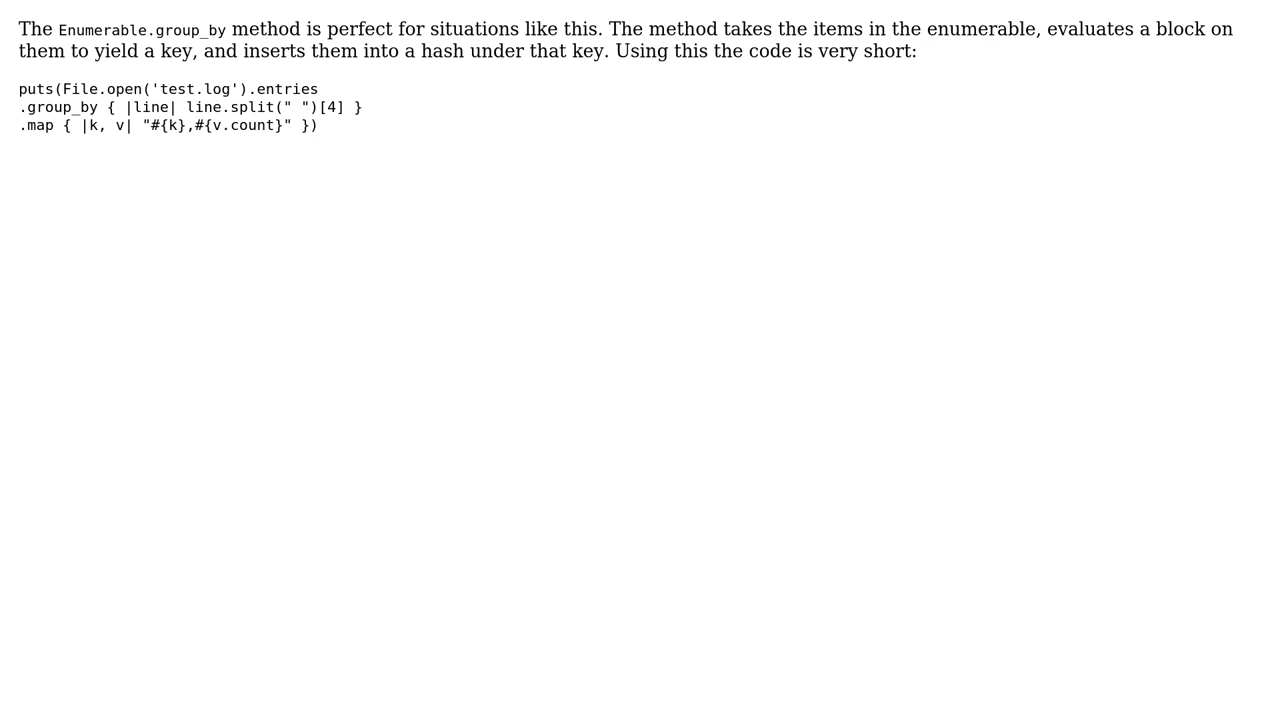 The Enumerable.group_by method is perfect for situations like this. The method takes the items in the enumerable, evaluates a block on
them to yield a key, and inserts them into a hash under that key. Using this the code is very short:
puts(File.open('test.log').entries
.group_by { |line| line.split(" ")[4] }
.map { |k, v| "#{k},#{v.count}" })